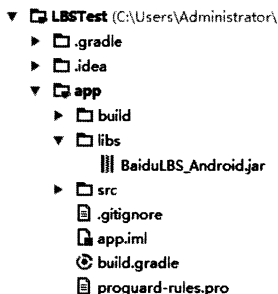 LBSTest (C:\Users\Administrator\
.gradle
.idea
app
build
libs
BaiduLBS_Android.jar
src
.gitignore
app.iml
build.gradle
proguard-rules.pro